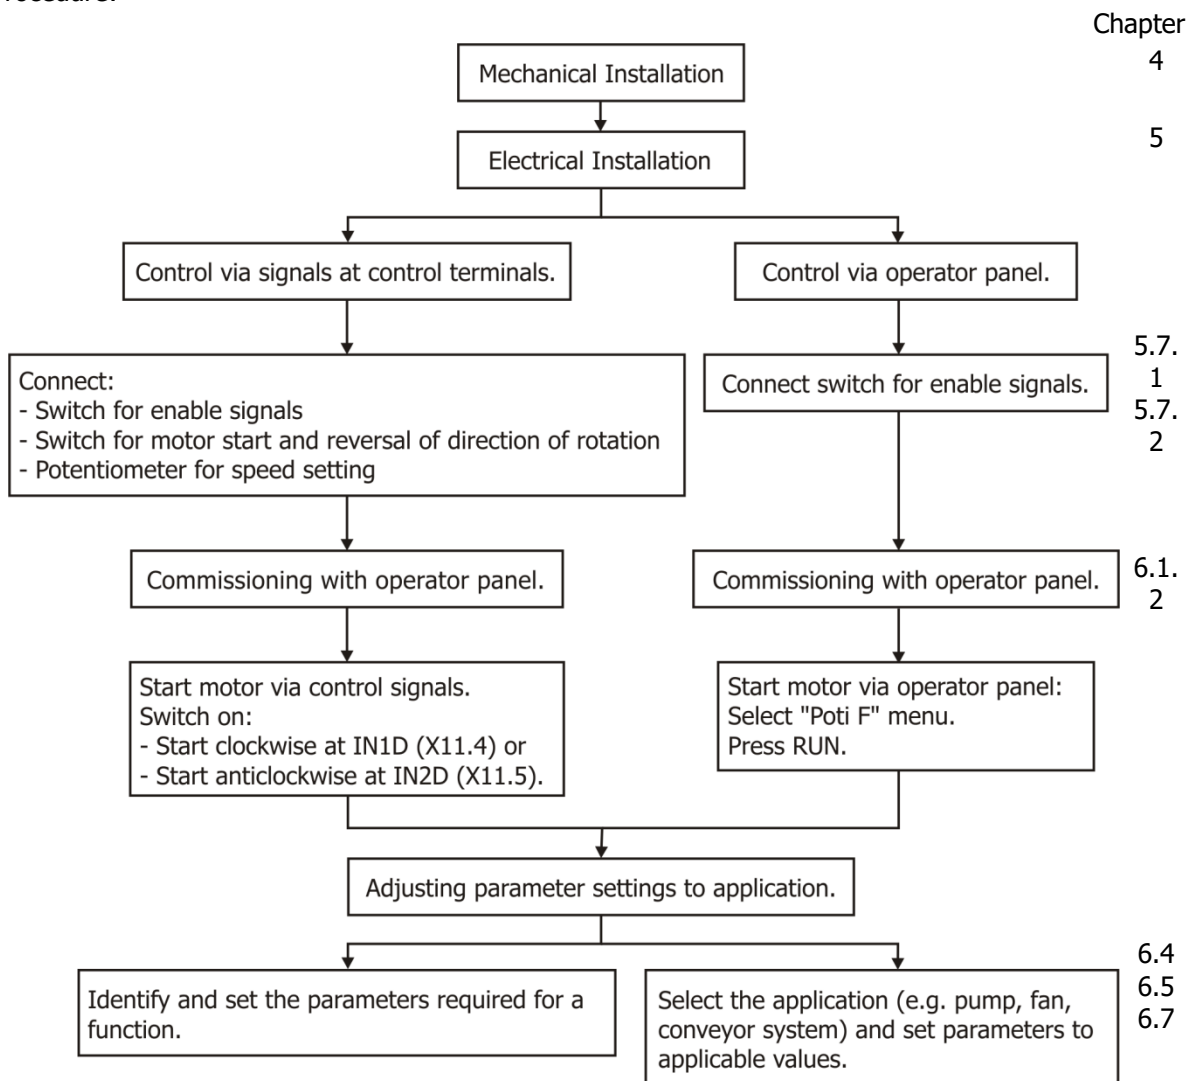 Chapter
Mechanical Installation
4
Electrical Installation
5
Control via signals at control terminals.
Control via operator panel.
Connect:
- Switch for enable signals
- Switch for motor start and reversal of direction of rotation
- Potentiometer for speed setting
Connect switch for enable signals.
5.7.
1
5.7.
2
Commissioning with operator panel.
Commissioning with operator panel.
6.1.
2
Start motor via control signals.
Switch on:
- Start clockwise at IN1D (X11.4) or
- Start anticlockwise at IN2D (X11.5).
Start motor via operator panel:
Select "Poti F" menu.
Press RUN.
Adjusting parameter settings to application.
Identify and set the parameters required for a
function.
Select the application (e.g. pump, fan,
conveyor system) and set parameters to
applicable values.
6.4
6.5
6.7